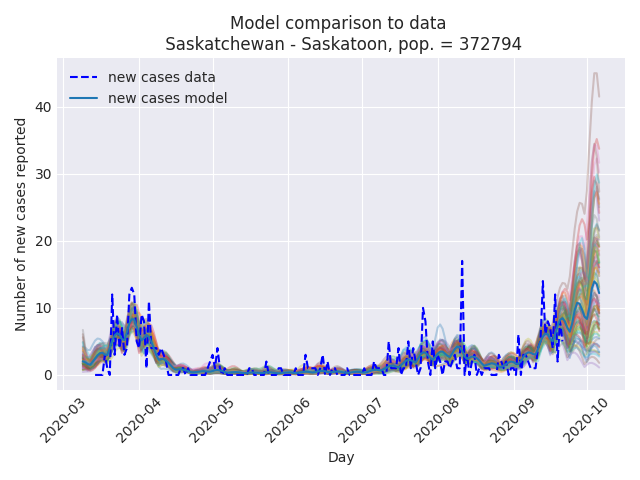 Model comparison to data
Saskatchewan - Saskatoon, pop. = 372794
new cases data
new cases model
Number of new cases reported
40
30
20
10
0
2020-03
2020-04
2020-05
2020-06
2020-07
2020-08
2020-09
2020-10
Day